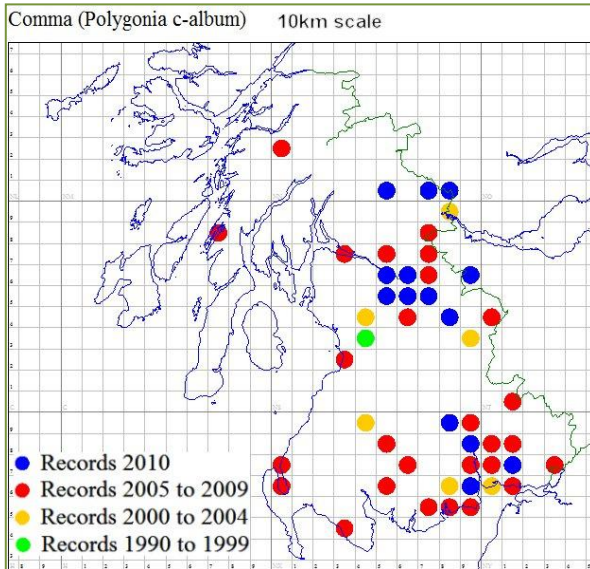 Comma (Polygonia c-album) 10km scale
Records 2010
Records 2005 to 2009
Records 2000 to 2004
Records 1990 to 1999